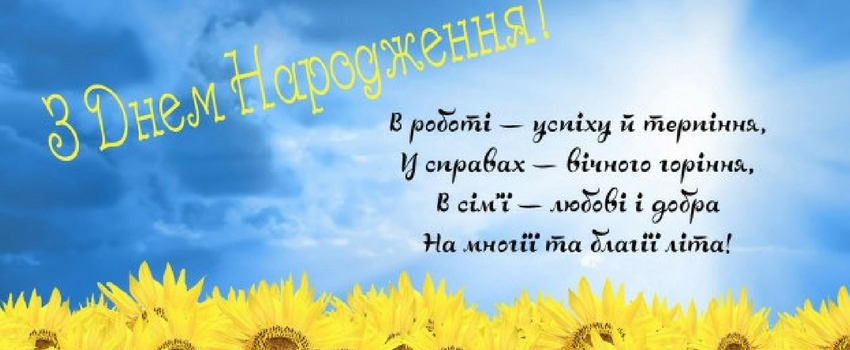 З Днем Народження!
В роботі — успіху й терпіння,
У справах — вічного горіння,
В сім'ї — любові і добра
На многії та благії літа!